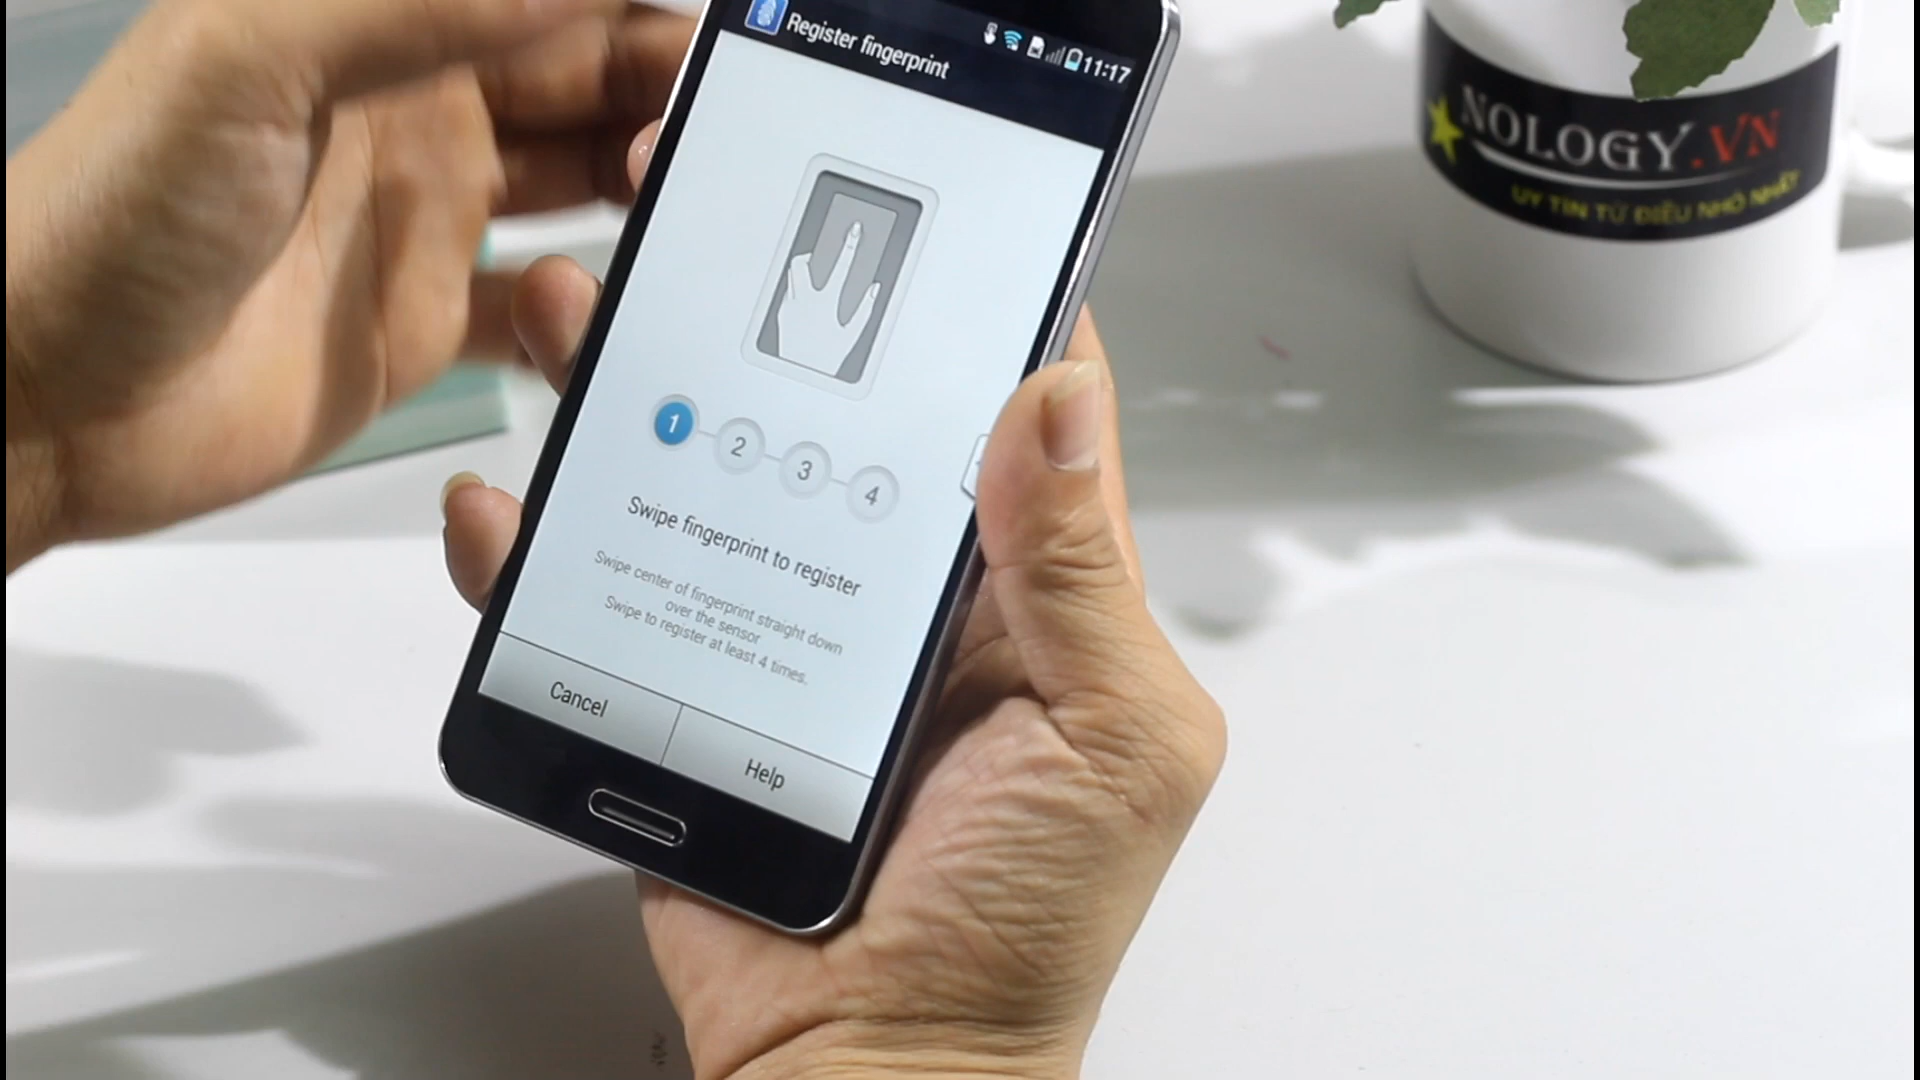 Register fingerprint
11:17
1
2
3
4
Swipe fingerprint to register
Swipe center of fingerprint straight down
over the sensor
Swipe to register at least 4 times.
Cancel
Help
NOLOGY.VN
UY TÍN TỪ ĐIỀU NHỎ NHẤT